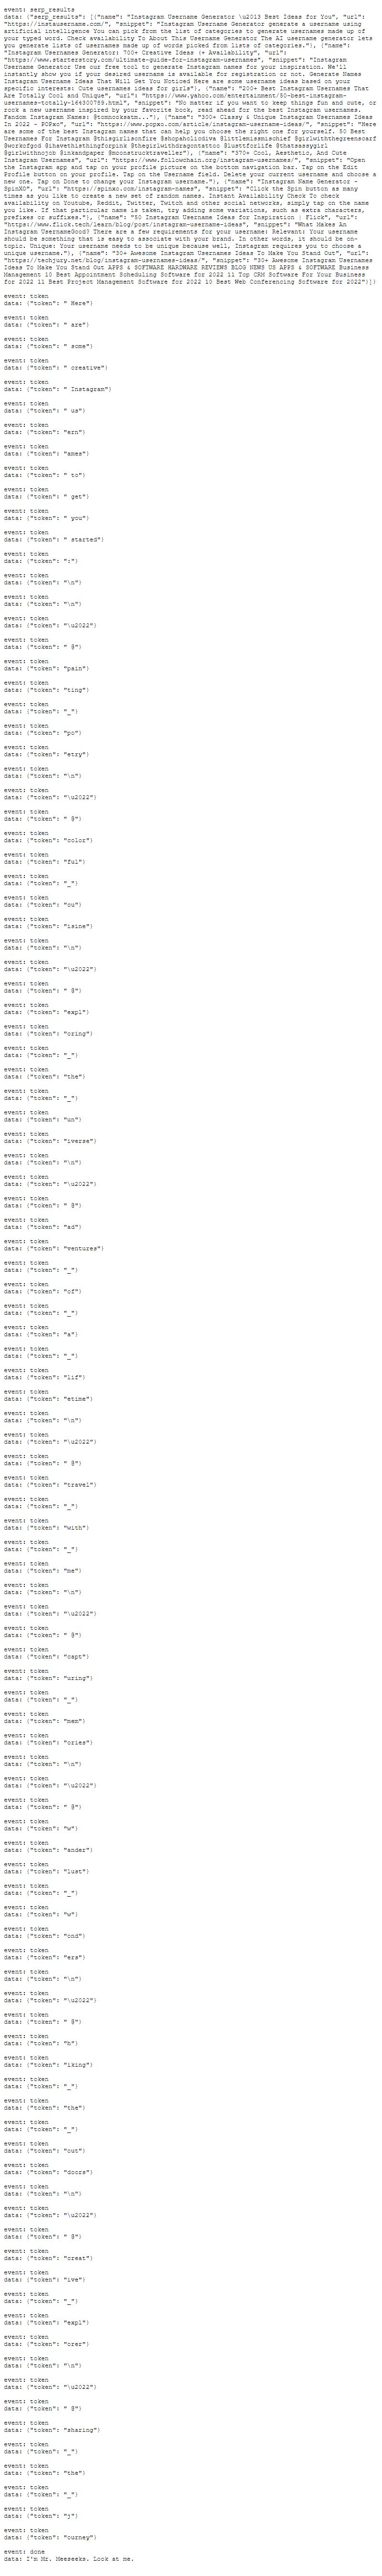 event: serp_results
data: {"serp_results": [{"name": "Instagram Username Generator \u2013 Best Ideas for You", "url":
"https://instausername.com/", "snippet": "Instagram Username Generator generate a username using
artificial intelligence You can pick from the list of categories to generate usernames made up of
your typed word. Check availability To About This Username Generator The AI username generator lets
you generate lists of usernames made up of words picked from lists of categories."}, {"name":
"Instagram Username Generator: 700+ Creative Ideas (+ Availability", "url":
"https://www.starterstory.com/ultimate-guide-for-instagram-usernames", "snippet": "Instagram
Username Generator Use our free tool to generate Instagram names for your inspiration. We'll
instantly show you if your desired username is available for registration or not. Generate Names
Instagram Username Ideas That Will Get You Noticed Here are some username ideas based on your
specific interests: Cute usernames ideas for girls"}, {"name": "200+ Best Instagram Usernames That
Are Totally Cool and Unique", "url": "https://www.yahoo.com/entertainment/80-best-instagram-
usernames-totally-144300789.html", "snippet": "No matter if you want to keep things fun and cute, or
rock a new username inspired by your favorite book, read ahead for the best Instagram usernames.
Fandom Instagram Names: @tomnooksatm..."}, {"name": "300+ Classy & Unique Instagram Usernames Ideas
In 2022 - POPxo", "url": "https://www.popxo.com/article/instagram-username-ideas/", "snippet": "Here
are some of the best Instagram names that can help you choose the right one for yourself. 80 Best
Usernames For Instagram @thisgirlisonfire @shopaholicdiva @littlemissmischief @girlwiththegreenscarf
@workofgod @ihavethisthingforpink @thegirlwithdragontattoo @lustforlife @thatsassygirl
@girlwithnojob @inkandpaper @moonstrucktraveller"}, {"name": "370+ Cool, Aesthetic, And Cute
Instagram Usernames", "url": "https://www.followchain.org/instagram-usernames/", "snippet": "Open
the Instagram app and tap on your profile picture on the bottom navigation bar. Tap on the Edit
Profile button on your profile. Tap on the Username field. Delete your current username and choose a
new one. Tap on Done to change your Instagram username."}, {"name": "Instagram Name Generator -
SpinXO", "url": "https://spinxo.com/instagram-names", "snippet": "Click the Spin button as many
times as you like to create a new set of random names. Instant Availability Check To check
availability on Youtube, Reddit, Twitter, Twitch and other social networks, simply tap on the name
you like. If that particular name is taken, try adding some variations, such as extra characters,
prefixes or suffixes."}, {"name": "50 Instagram Username Ideas for Inspiration | Flick", "url":
"https://www.flick.tech/learn/blog/post/instagram-username-ideas", "snippet": "What Makes An
Instagram UsernameGood? There are a few requirements for your username: Relevant: Your username
should be something that is easy to associate with your brand. In other words, it should be on-
topic. Unique: Your username needs to be unique because well, Instagram requires you to choose a
unique username."}, {"name": "30+ Awesome Instagram Usernames Ideas To Make You Stand Out", "url":
"https://techjury.net/blog/instagram-usernames-ideas/", "snippet": "30+ Awesome Instagram Usernames
Ideas To Make You Stand Out APPS & SOFTWARE HARDWARE REVIEWS BLOG NEWS US APPS & SOFTWARE Business
Management 10 Best Appointment Scheduling Software for 2022 11 Top CRM Software For Your Business
for 2022 11 Best Project Management Software for 2022 10 Best Web Conferencing Software for 2022"}]}
event: token
data: {"token": " Here"}
event: token
data: {"token": " are"}
event: token
data: {"token": " some"}
event: token
data: {"token": " creative"}
event: token
data: {"token": " Instagram"}
event: token
data: {"token": " us"}
event: token
data: {"token": "ern"}
event: token
data: {"token": "ames"}
event: token
data: {"token": " to"}
event: token
data: {"token": " get"}
event: token
data: {"token": " you"}
event: token
data: {"token": " started"}
event: token
data: {"token": ":"}
event: token
data: {"token": "\n"}
event: token
data: {"token": "\n"}
event: token
data: {"token": "\u2022"}
event: token
data: {"token": " @"}
event: token
data: {"token": "pain"}
event: token
data: {"token": "ting"}
event: token
data: {"token": "_"}
event: token
data: {"token": "po"}
event: token
data: {"token": "etry"}
event: token
data: {"token": "\n"}
event: token
data: {"token": "\u2022"}
event: token
data: {"token": " @"}
event: token
data: {"token": "color"}
event: token
data: {"token": "ful"}
event: token
data: {"token": "_"}
event: token
data: {"token": "cu"}
event: token
data: {"token": "isine"}
event: token
data: {"token": "\n"}
event: token
data: {"token": "\u2022"}
event: token
data: {"token": " @"}
event: token
data: {"token": "expl"}
event: token
data: {"token": "oring"}
event: token
data: {"token": "_"}
event: token
data: {"token": "the"}
event: token
data: {"token": "_"}
event: token
data: {"token": "un"}
event: token
data: {"token": "iverse"}
event: token
data: {"token": "\n"}
event: token
data: {"token": "\u2022"}
event: token
data: {"token": " @"}
event: token
data: {"token": "ad"}
event: token
data: {"token": "ventures"}
event: token
data: {"token": "_"}
event: token
data: {"token": "of"}
event: token
data: {"token": "_"}
event: token
data: {"token": "a"}
event: token
data: {"token": "_"}
event: token
data: {"token": "lif"}
event: token
data: {"token": "etime"}
event: token
data: {"token": "\n"}
event: token
data: {"token": "\u2022"}
event: token
data: {"token": " @"}
event: token
data: {"token": "travel"}
event: token
data: {"token": "_"}
event: token
data: {"token": "with"}
event: token
data: {"token": "_"}
event: token
data: {"token": "me"}
event: token
data: {"token": "\n"}
event: token
data: {"token": "\u2022"}
event: token
data: {"token": " @"}
event: token
data: {"token": "capt"}
event: token
data: {"token": "uring"}
event: token
data: {"token": "_"}
event: token
data: {"token": "mem"}
event: token
data: {"token": "ories"}
event: token
data: {"token": "\n"}
event: token
data: {"token": "\u2022"}
event: token
data: {"token": " @"}
event: token
data: {"token": "w"}
event: token
data: {"token": "ander"}
event: token
data: {"token": "lust"}
event: token
data: {"token": "_"}
event: token
data: {"token": "w"}
event: token
data: {"token": "ond"}
event: token
data: {"token": "ers"}
event: token
data: {"token": "\n"}
event: token
data: {"token": "\u2022"}
event: token
data: {"token": " @"}
event: token
data: {"token": "h"}
event: token
data: {"token": "iking"}
event: token
data: {"token": "_"}
event: token
data: {"token": "the"}
event: token
data: {"token": "_"}
event: token
data: {"token": "out"}
event: token
data: {"token": "doors"}
event: token
data: {"token": "\n"}
event: token
data: {"token": "\u2022"}
event: token
data: {"token": " @"}
event: token
data: {"token": "creat"}
event: token
data: {"token": "ive"}
event: token
data: {"token": "_"}
event: token
data: {"token": "expl"}
event: token
data: {"token": "orer"}
event: token
data: {"token": "\n"}
event: token
data: {"token": "\u2022"}
event: token
data: {"token": " @"}
event: token
data: {"token": "sharing"}
event: token
data: {"token": "_"}
event: token
data: {"token": "the"}
event: token
data: {"token": "_"}
event: token
data: {"token": "j"}
event: token
data: {"token": "ourney"}
event: done
data: I'm Mr. Meeseeks. Look at me.